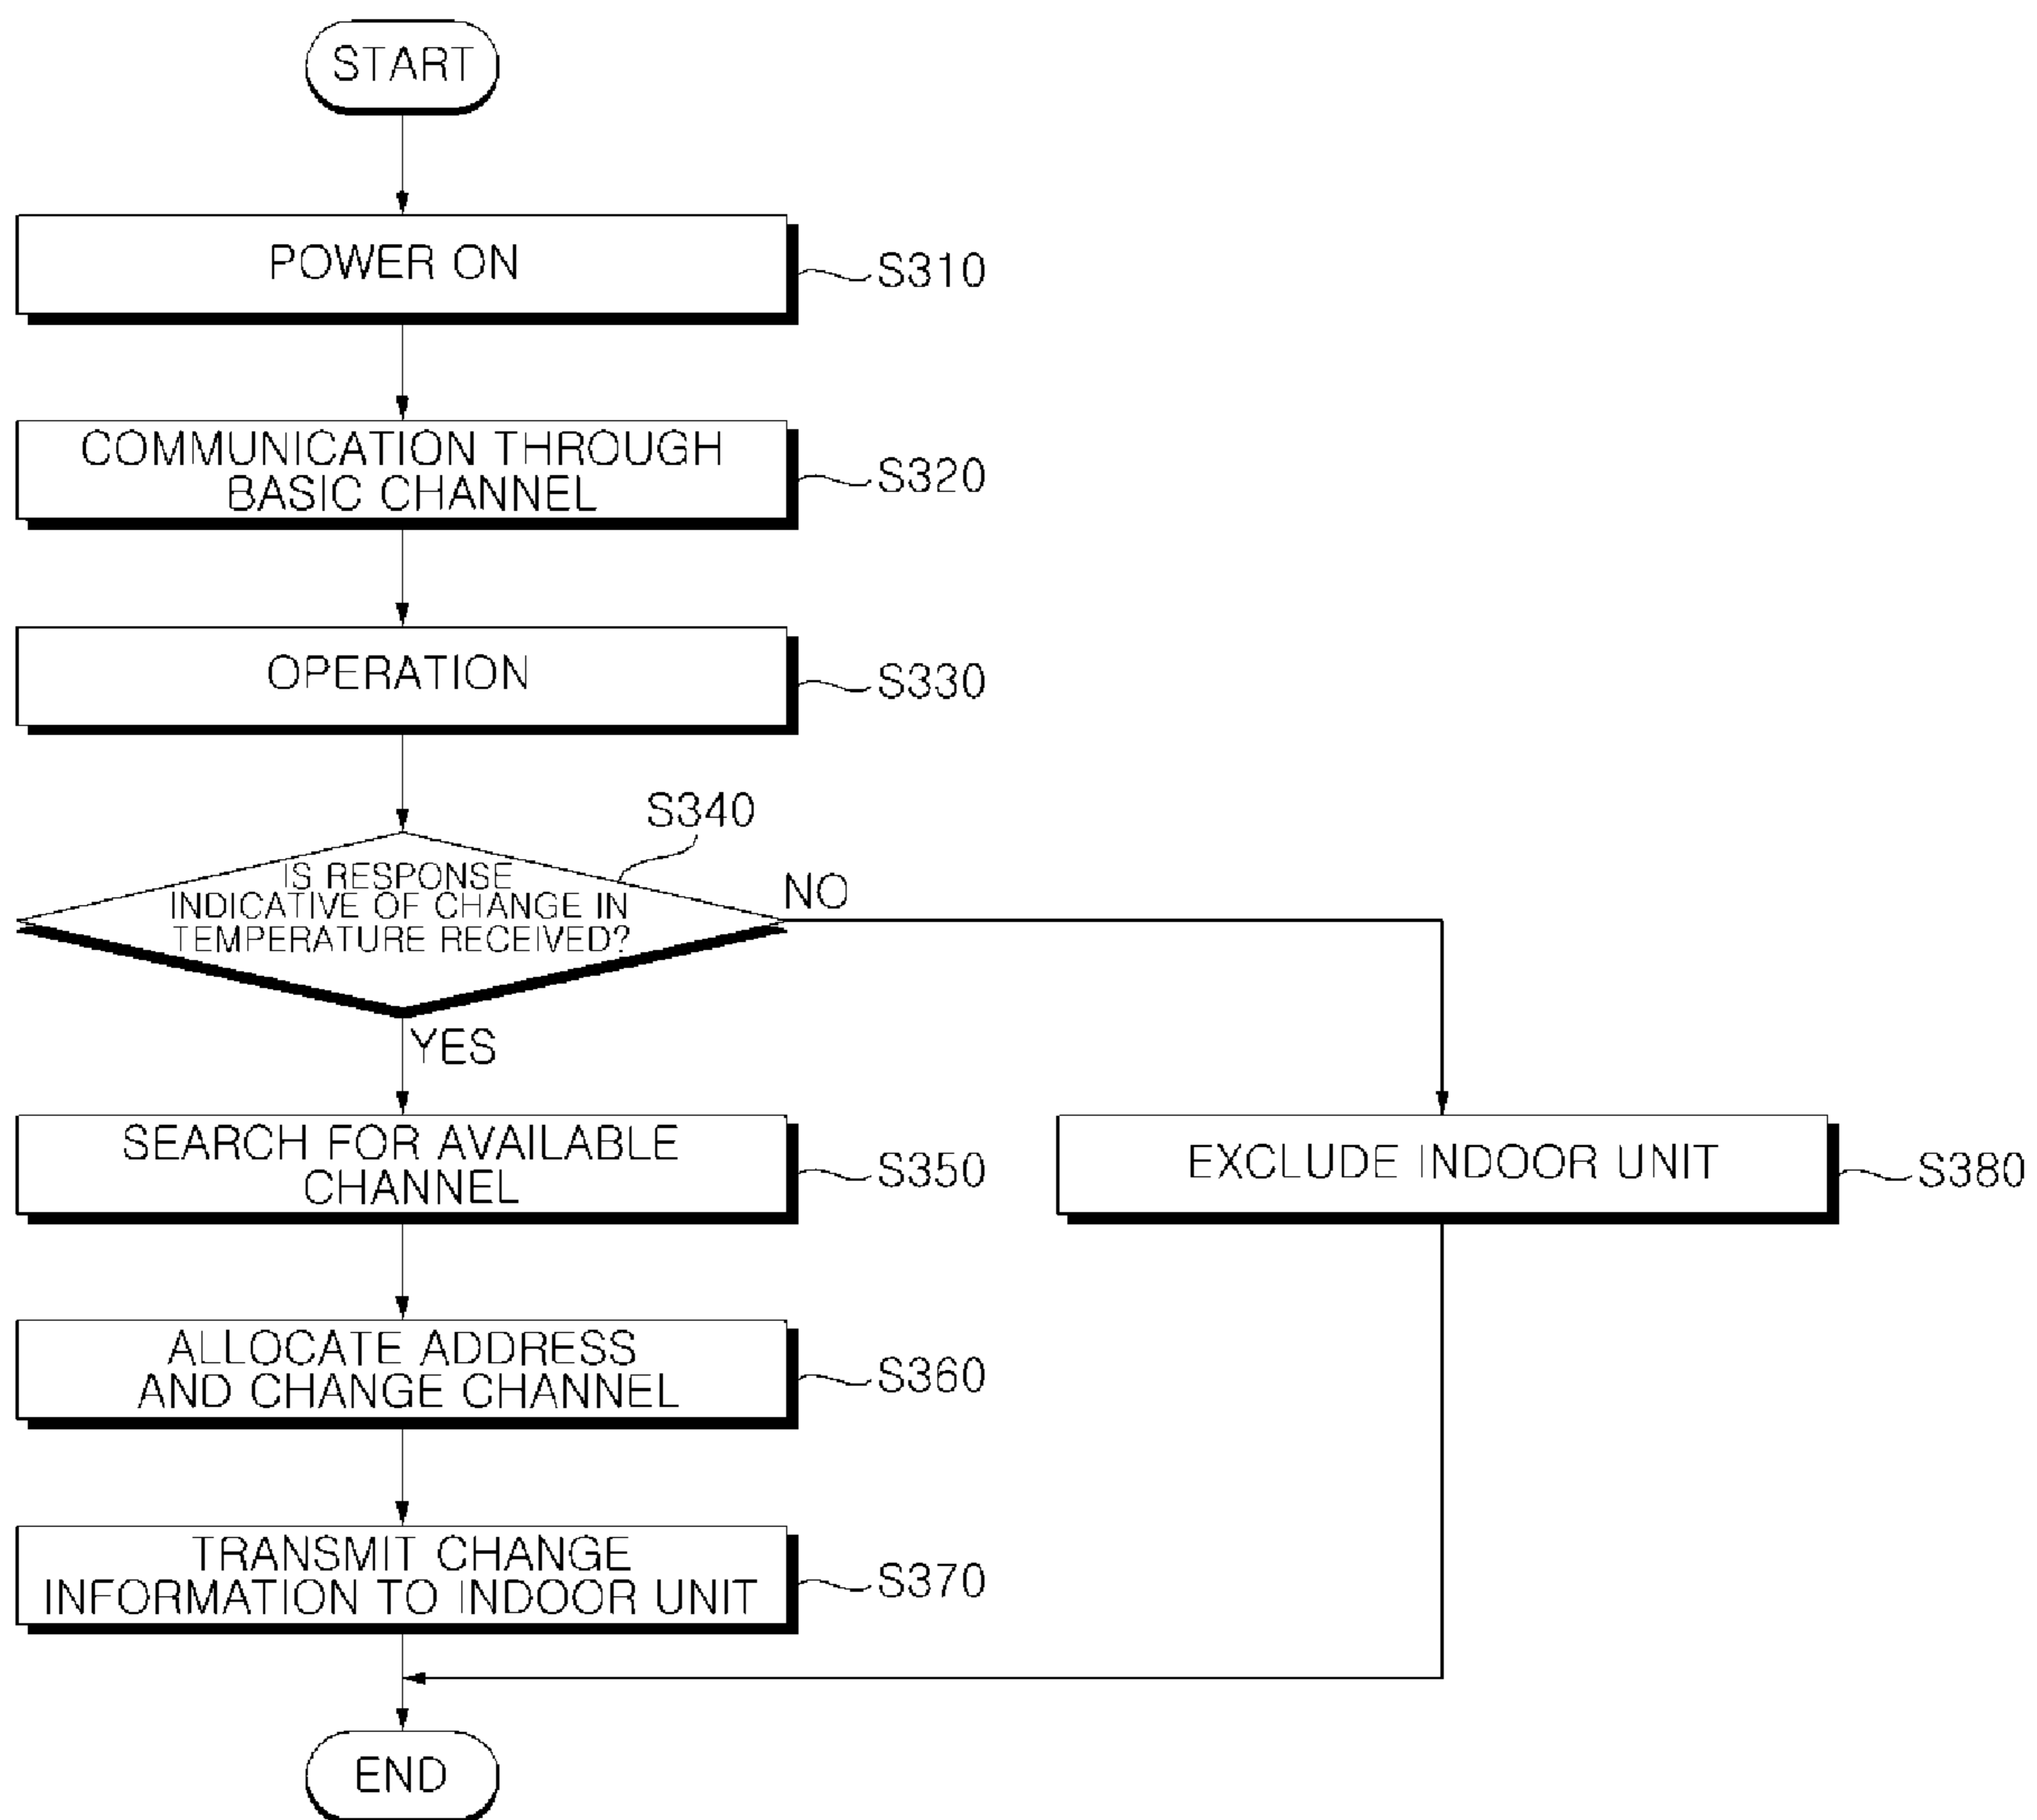 START
POWER ON
S310
COMMUNICATION THROUGH
BASIC CHANNEL
S320
OPERATION
S330
S340
IS RESPONSE
INDICATIVE OF CHANGE IN
TEMPERATURE RECEIVED?
NO
YES
SEARCH FOR AVAILABLE
CHANNEL
S350
EXCLUDE INDOOR UNIT
S380
ALLOCATE ADDRESS
AND CHANGE CHANNEL
S360
TRANSMIT CHANGE
INFORMATION TO INDOOR UNIT
S370
END